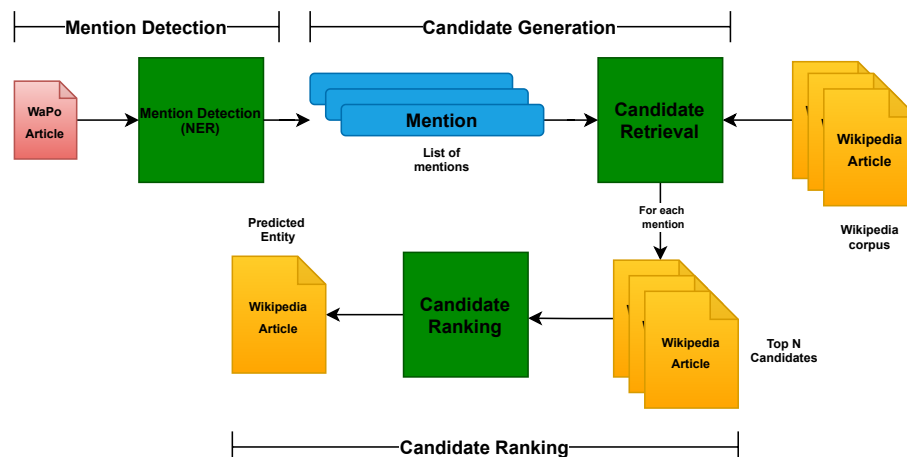 Mention Detection
Candidate Generation
WaPo
Article
Mention Detection
(NER)
Mention
List of
mentions
Candidate
Retrieval
W
W
Wikipedia
Article
Wikipedia
corpus
For each
mention
Predicted
Entity
Wikipedia
Article
Candidate
Ranking
W
W
Wikipedia
Article
Top N
Candidates
Candidate Ranking